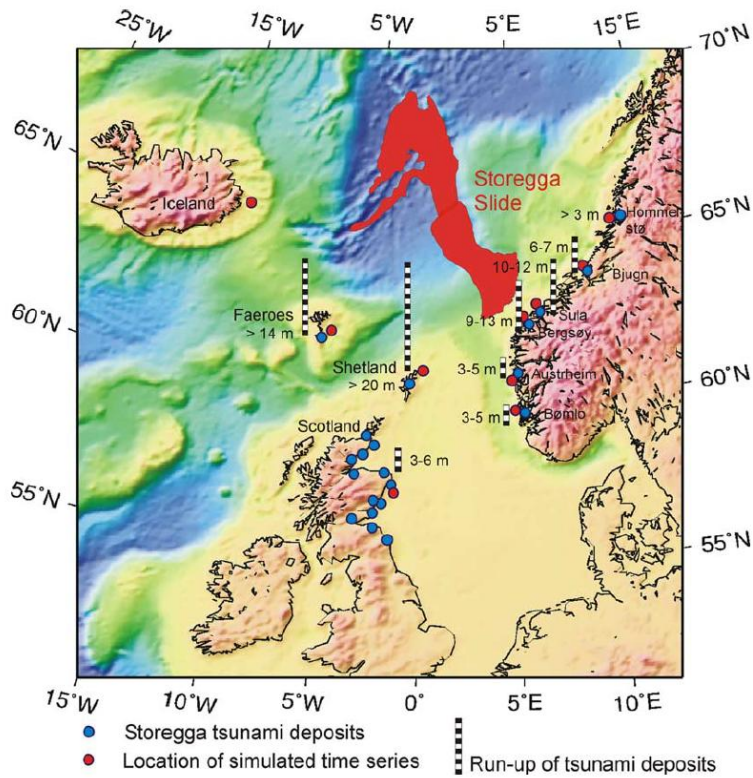 25°W 15°W 5°W 5°E 15°E
70°N
65°N
Storegga
Slide
Iceland
> 3 m
Hommel
stø
65°N
6-7 m
10-12 m
Bjugn
Faeroes
> 14 m
60°N
9-13 m
Sula
Bergsøy
Shetland
> 20 m
3-5 m
Austrheim
60°N
3-5 m
Bømlo
Scotland
3-6 m
55°N
55°N
15°W 10°W 5°W 0° 5°E 10°E
Storegga tsunami deposits
Location of simulated time series
Run-up of tsunami deposits